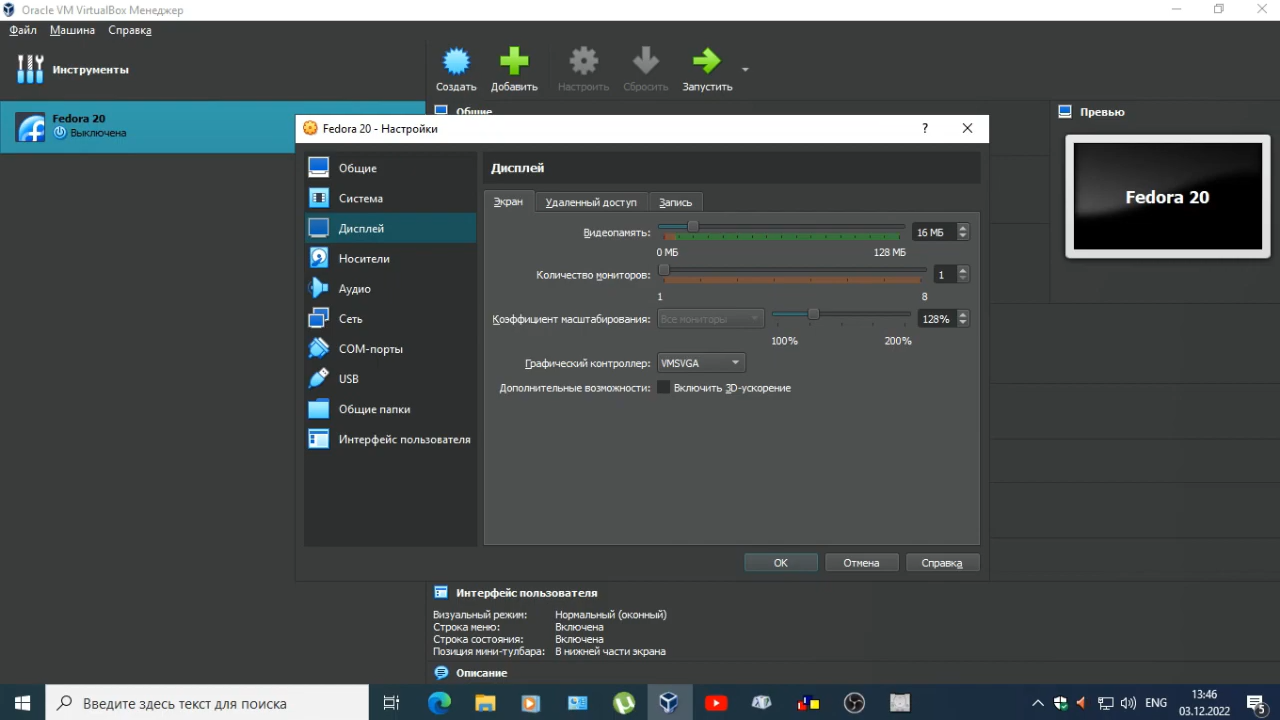 Oracle VM VirtualBox Менеджер
Файл Машина Справка
Инструменты
Создать Добавить Настроить Сбросить Запустить
Fedora 20
Выключена
Общие
Превью
Fedora 20
Fedora 20 - Настройки
?
Общие
Система
Дисплей
Носители
Аудио
Сеть
COM-порты
USB
Общие папки
Интерфейс пользователя
Дисплей
Экран Удаленный доступ Запись
Видеопамять: 16 МБ
0 МБ 128 МБ
Количество мониторов: 1
1 8
Коэффициент масштабирования: Все мониторы 128%
100% 200%
Графический контроллер: VMSVGA
Дополнительные возможности: Включить 3D-ускорение
OK Отмена Справка
Интерфейс пользователя
Визуальный режим: Нормальный (оконный)
Строка меню: Включена
Строка состояния: Включена
Позиция мини-тулбара: В нижней части экрана
Описание
Введите здесь текст для поиска
ENG
13:46
03.12.2022
5